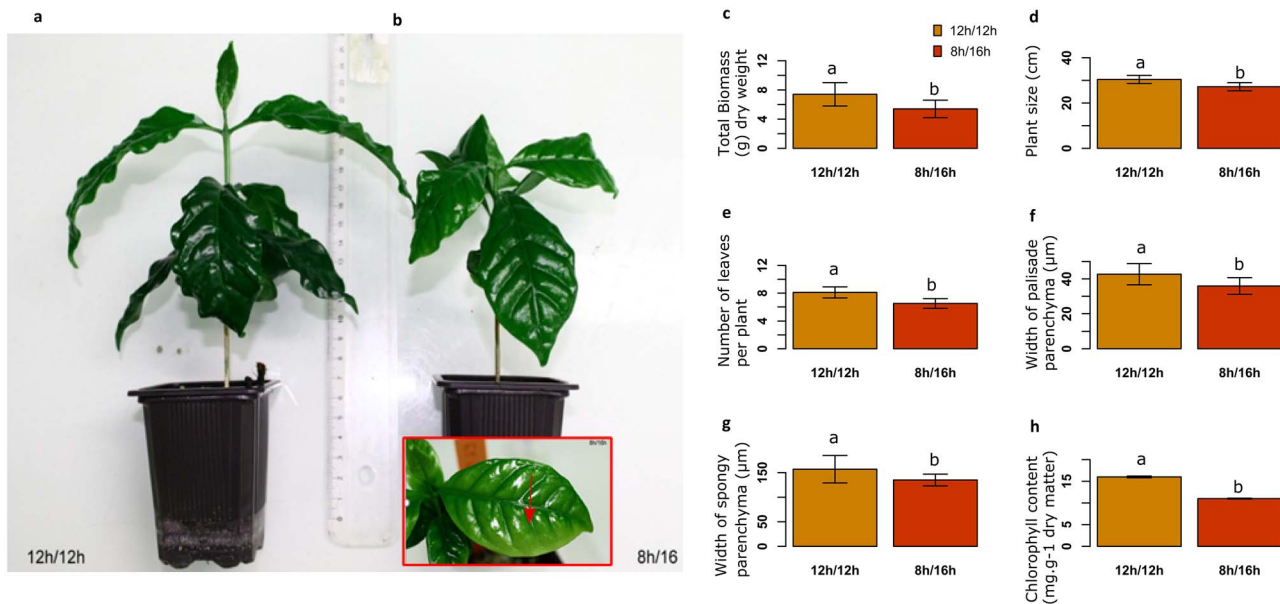 a
b
12h/12h
8h/16
8h/16h
c
12h/12h
8h/16h
Total Biomass
(g) dry weight
0 4 8 12
a
b
12h/12h
8h/16h
d
Plant size (cm)
0 20 40
a
b
12h/12h
8h/16h
e
Number of leaves
per plant
0 4 8 12
a
b
12h/12h
8h/16h
f
Width of palisade
parenchyma (µm)
0 20 40
a
b
12h/12h
8h/16h
g
Width of spongy
parenchyma (µm)
0 50 150
a
b
12h/12h
8h/16h
h
Chlorophyll content
(mg.g-1 dry matter)
0 5 15
a
b
12h/12h
8h/16h